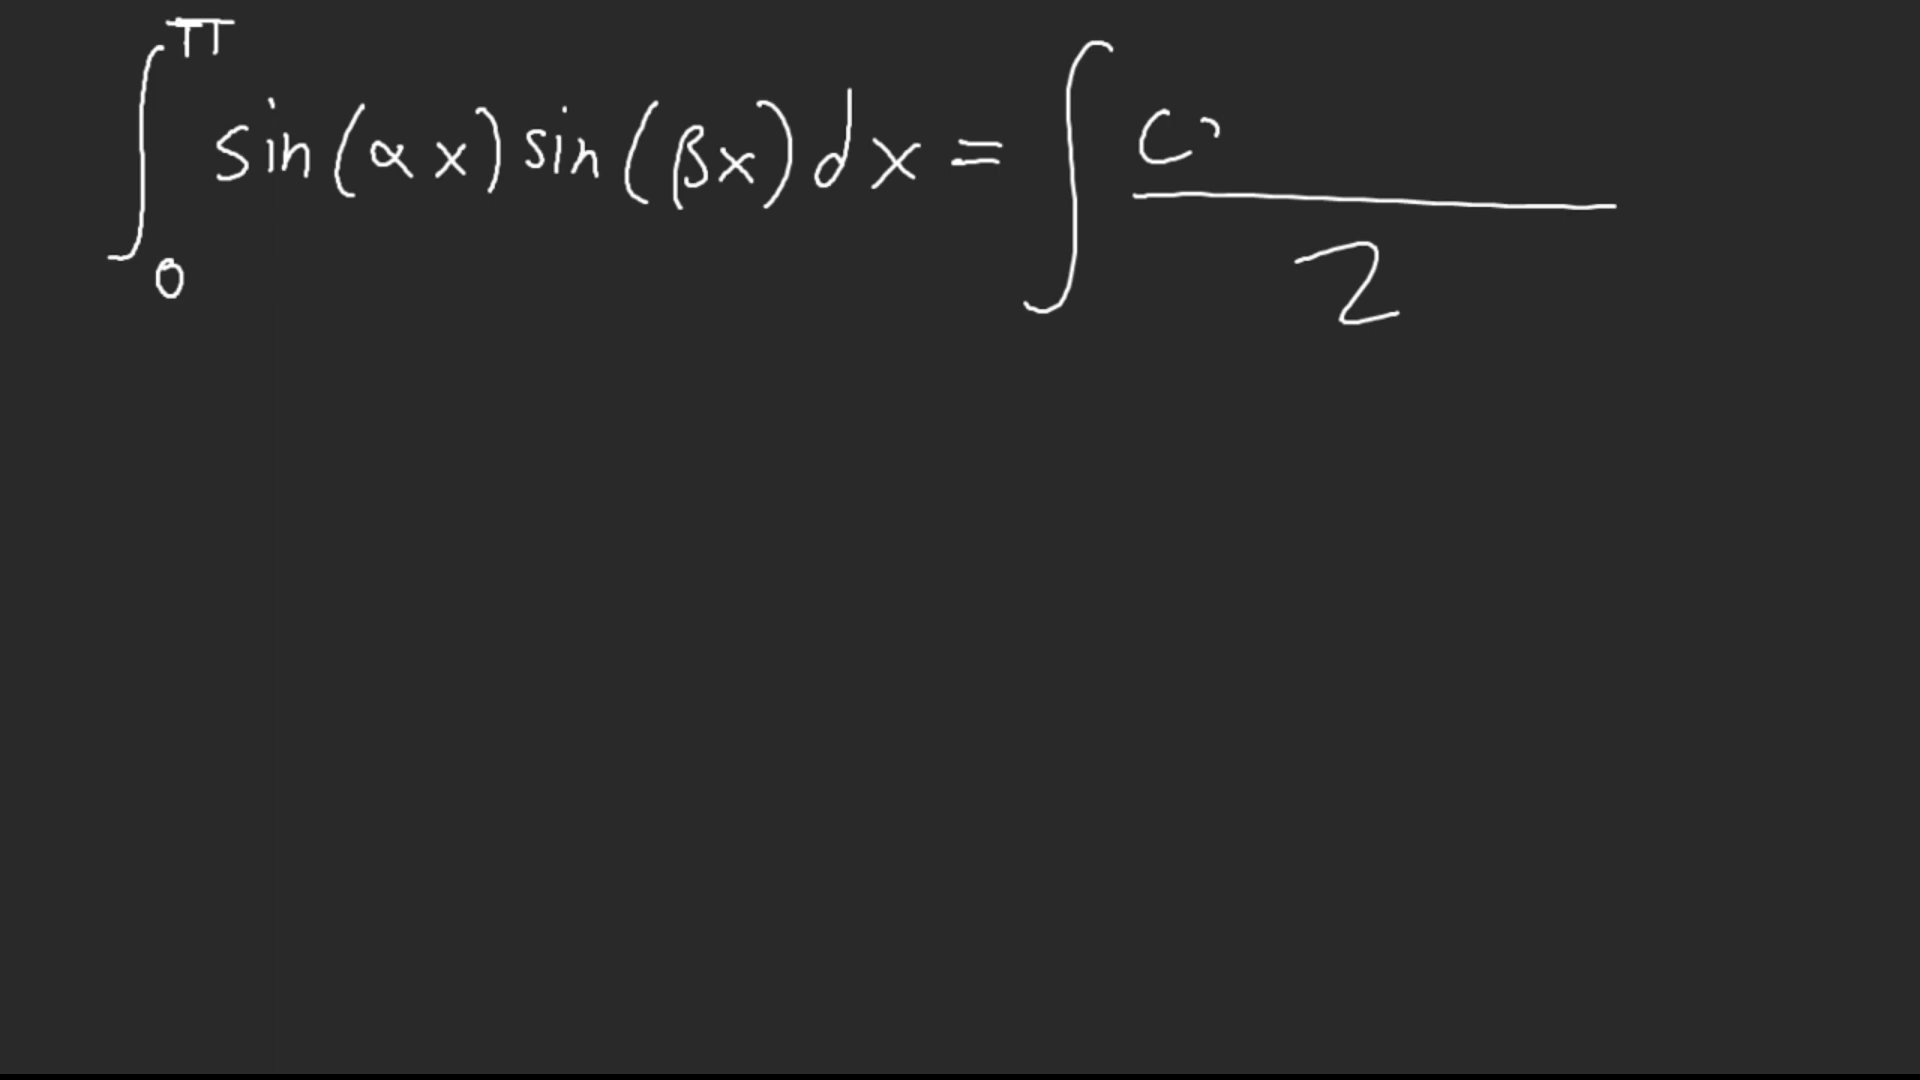 ∫₀^π sin(αx) sin(βx) dx = ∫ c / 2